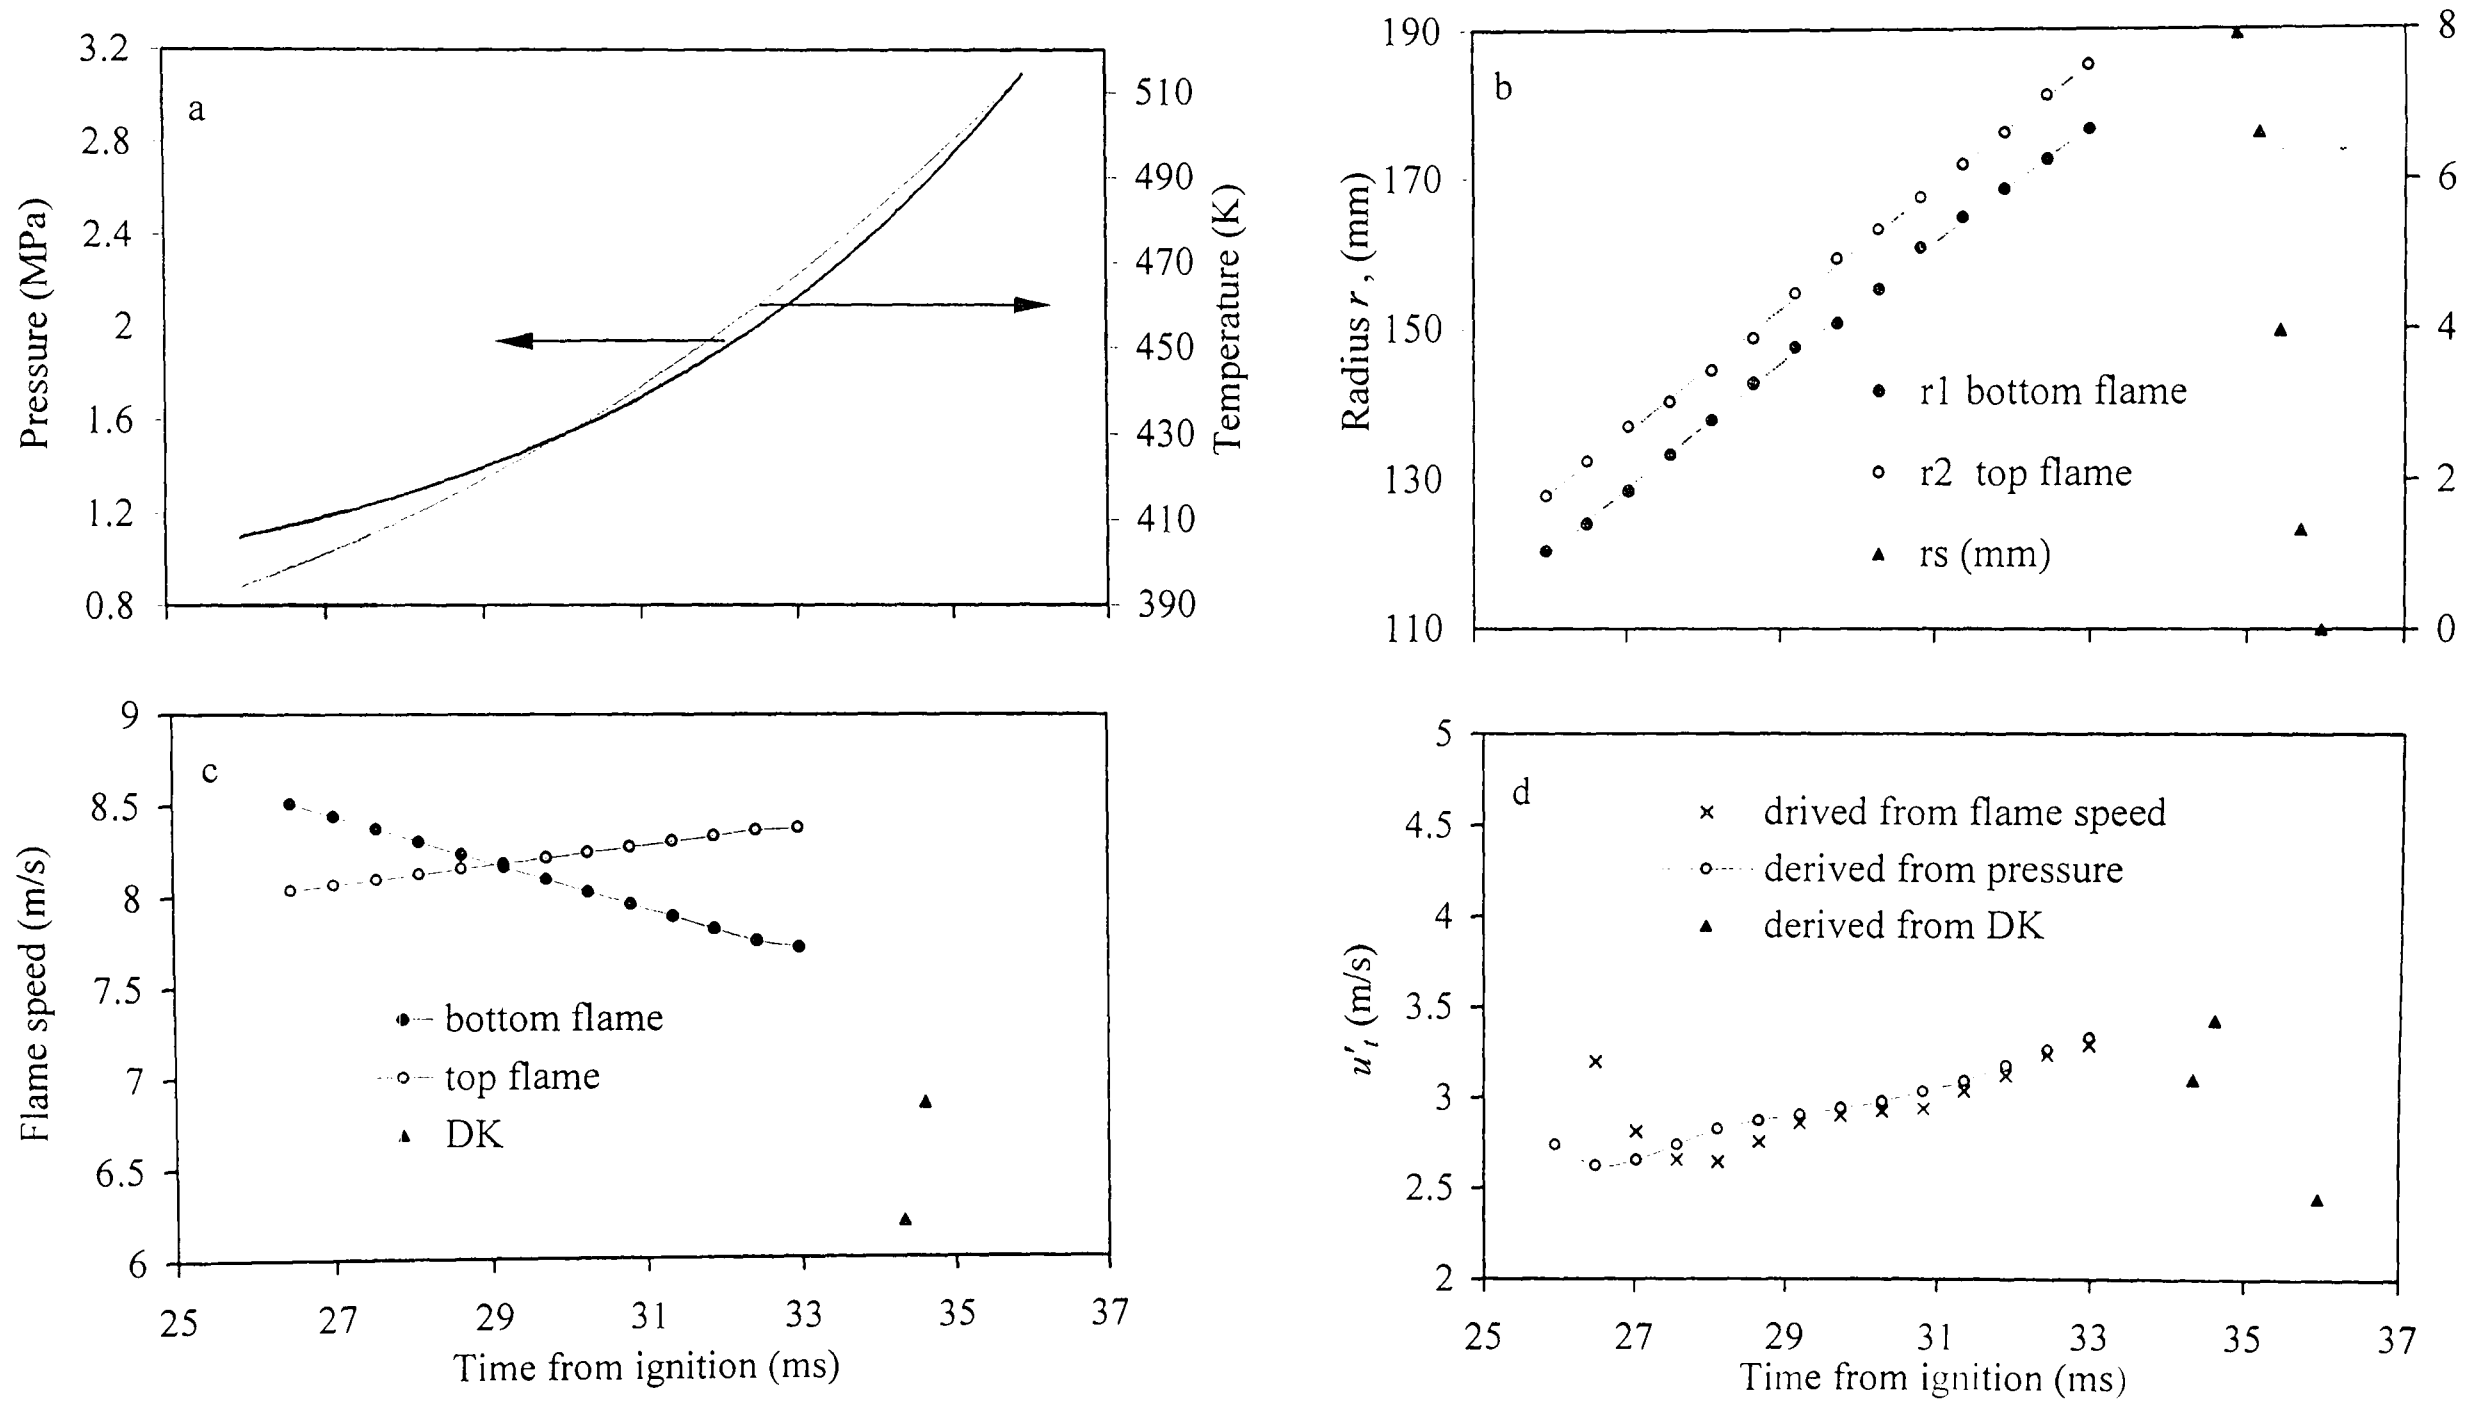 3.2
2.8
2.4
2
1.6
1.2
0.8
Pressure (MPa)
a
510
490
470
450
430
410
390
Temperature (K)
190
170
150
130
110
Radius r , (mm)
b
r1 bottom flame
r2 top flame
rs (mm)
8
6
4
2
0
9
8.5
8
7.5
7
6.5
6
Flame speed (m/s)
c
bottom flame
top flame
DK
25 27 29 31 33 35 37
Time from ignition (ms)
5
4.5
4
3.5
3
2.5
2
u't (m/s)
d
drived from flame speed
derived from pressure
derived from DK
25 27 29 31 33 35 37
Time from ignition (ms)